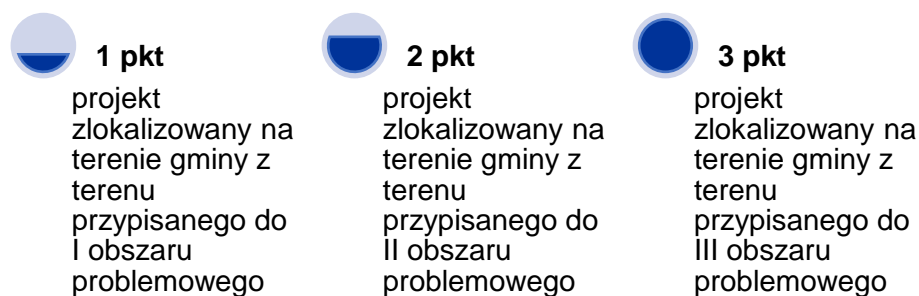 1 pkt
projekt
zlokalizowany na
terenie gminy z
terenu
przypisanego do
I obszaru
problemowego
2 pkt
projekt
zlokalizowany na
terenie gminy z
terenu
przypisanego do
II obszaru
problemowego
3 pkt
projekt
zlokalizowany na
terenie gminy z
terenu
przypisanego do
III obszaru
problemowego